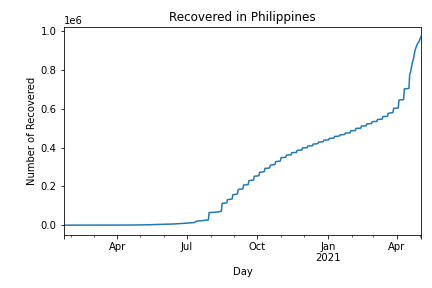 Recovered in Philippines
1e6
1.0
0.8
0.6
0.4
0.2
0.0
Number of Recovered
Apr
Jul
Oct
Jan
2021
Apr
Day